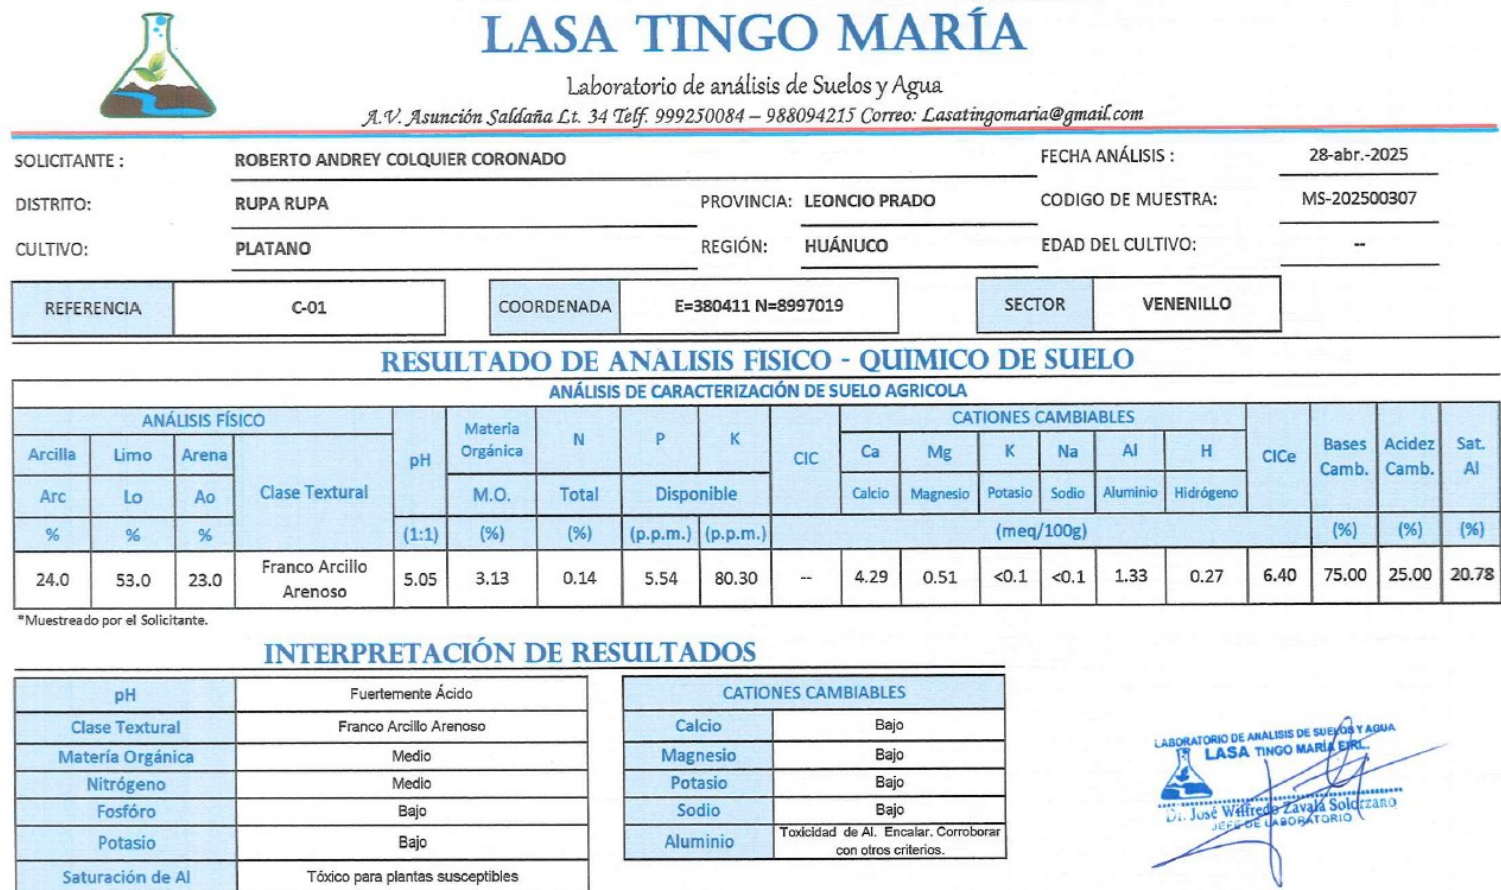 LASA TINGO MARÍA
Laboratorio de análisis de Suelos y Agua
A.V. Asunción Saldaña Lt. 34 Telf. 999250084 – 988094215 Correo: Lasatingomaria@gmail.com
SOLICITANTE : ROBERTO ANDREY COLQUIER CORONADO FECHA ANÁLISIS : 28-abr.-2025
DISTRITO: RUPA RUPA PROVINCIA: LEONCIO PRADO CODIGO DE MUESTRA: MS-202500307
CULTIVO: PLATANO REGIÓN: HUÁNUCO EDAD DEL CULTIVO: --
REFERENCIA C-01 COORDENADA E=380411 N=8997019 SECTOR VENENILLO
RESULTADO DE ANALISIS FISICO - QUIMICO DE SUELO
ANÁLISIS DE CARACTERIZACIÓN DE SUELO AGRICOLA
ANÁLISIS FÍSICO pH Materia Orgánica N P K CIC CATIONES CAMBIABLES CICe Bases Camb. Acidez Camb. Sat. Al
Arcilla Limo Arena Clase Textural Ca Mg K Na Al H
Arc Lo Ao M.O. Total Disponible Calcio Magnesio Potasio Sodio Aluminio Hidrógeno
% % % (1:1) (%) (%) (p.p.m.) (p.p.m.) (meq/100g) (%) (%) (%)
24.0 53.0 23.0 Franco Arcillo Arenoso 5.05 3.13 0.14 5.54 80.30 -- 4.29 0.51 <0.1 <0.1 1.33 0.27 6.40 75.00 25.00 20.78
*Muestreado por el Solicitante.
INTERPRETACIÓN DE RESULTADOS
pH Fuertemente Ácido
Clase Textural Franco Arcillo Arenoso
Matería Orgánica Medio
Nitrógeno Medio
Fosfóro Bajo
Potasio Bajo
Saturación de Al Tóxico para plantas susceptibles
CATIONES CAMBIABLES
Calcio Bajo
Magnesio Bajo
Potasio Bajo
Sodio Bajo
Aluminio Toxicidad de Al. Encalar. Corroborar con otros criterios.
LABORATORIO DE ANALISIS DE SUELOS Y AGUA
LASA TINGO MARÍA EIRL.
Dr. José Wilfredo Zavala Solorzano
JEFE DE LABORATORIO